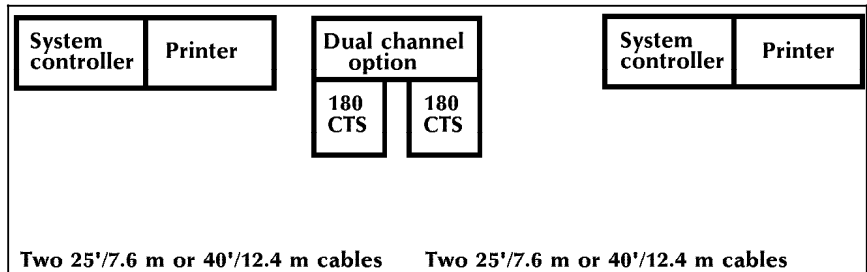 System
controller
Printer
Dual channel
option
180
CTS
180
CTS
System
controller
Printer
Two 25'/7.6 m or 40'/12.4 m cables
Two 25'/7.6 m or 40'/12.4 m cables